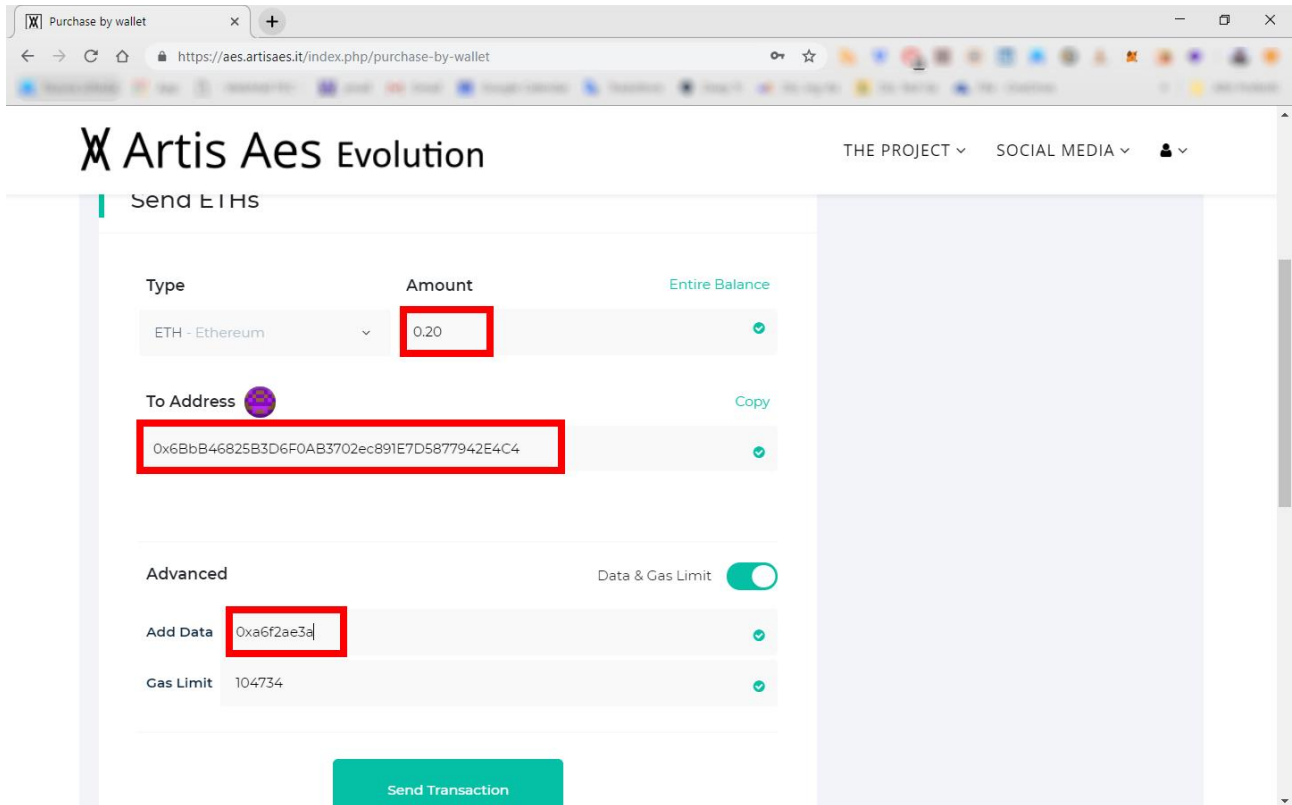 Purchase by wallet
https://aes.artisaes.it/index.php/purchase-by-wallet
Artis Aes Evolution
THE PROJECT
SOCIAL MEDIA
Send ETHs
Type
Amount
Entire Balance
ETH - Ethereum
0.20
To Address
Copy
0x6BbB46825B3D6F0AB3702ec891E7D5877942E4C4
Advanced
Data & Gas Limit
Add Data
0xa6f2ae3a
Gas Limit
104734
Send Transaction